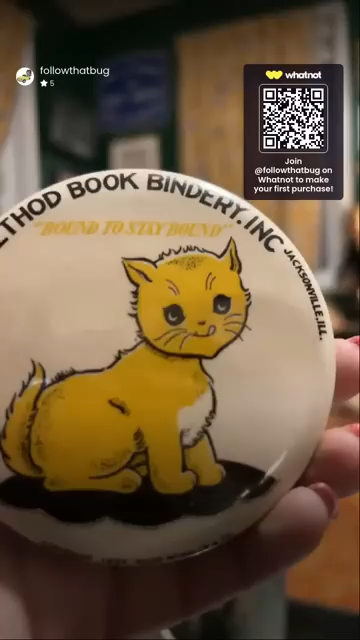 followthatbug
★ 5
whatnot
Join
@followthatbug on
Whatnot to make
your first purchase!
THOD BOOK BINDERY, INC
JACKSONVILLE, ILL.
"BOUND TO STAY BOUND"